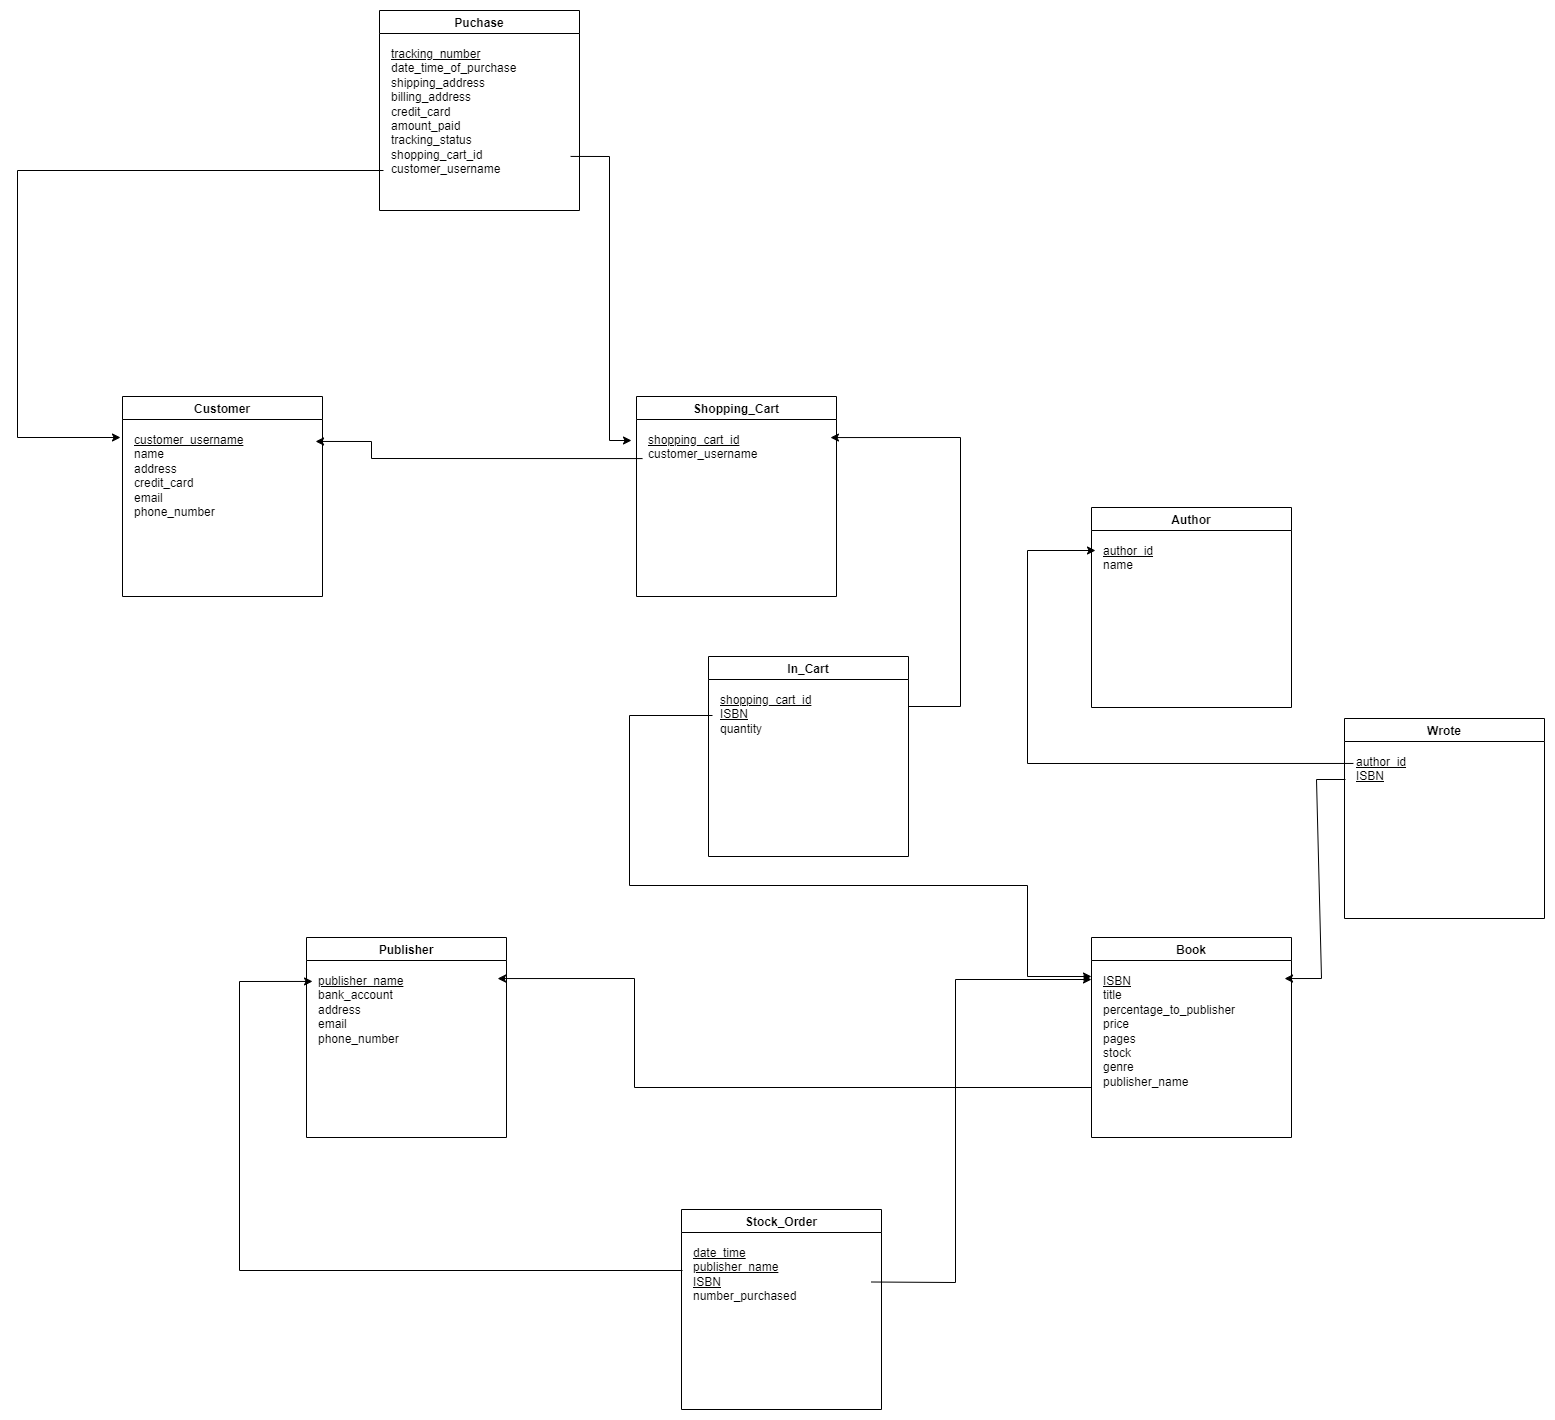 Puchase
tracking_number
date_time_of_purchase
shipping_address
billing_address
credit_card
amount_paid
tracking_status
shopping_cart_id
customer_username
Customer
customer_username
name
address
credit_card
email
phone_number
Shopping_Cart
shopping_cart_id
customer_username
Author
author_id
name
In_Cart
shopping_cart_id
ISBN
quantity
Wrote
author_id
ISBN
Publisher
publisher_name
bank_account
address
email
phone_number
Book
ISBN
title
percentage_to_publisher
price
pages
stock
genre
publisher_name
Stock_Order
date_time
publisher_name
ISBN
number_purchased